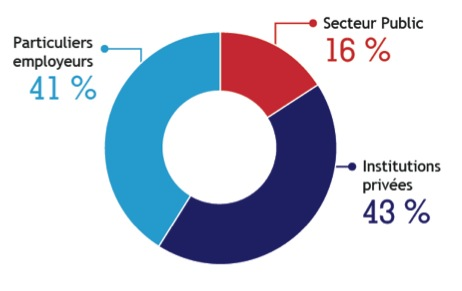 Particuliers
employeurs
41 %
Secteur Public
16 %
Institutions
privées
43 %